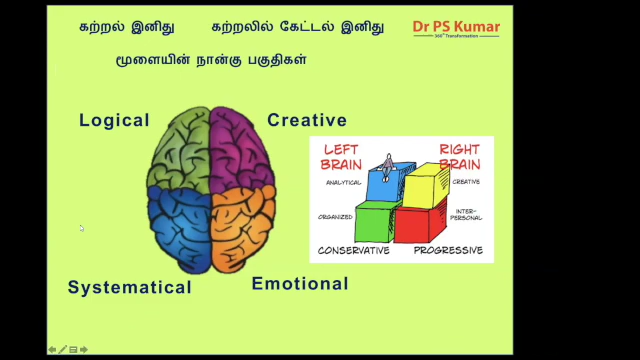 கற்றல் இனிது கற்றலில் கேட்டல் இனிது
Dr PS Kumar
360° Transformation
மூளையின் நான்கு பகுதிகள்
Logical
Creative
LEFT BRAIN
RIGHT BRAIN
ANALYTICAL
CREATIVE
ORGANIZED
INTER-
PERSONAL
CONSERVATIVE
PROGRESSIVE
Systematical
Emotional